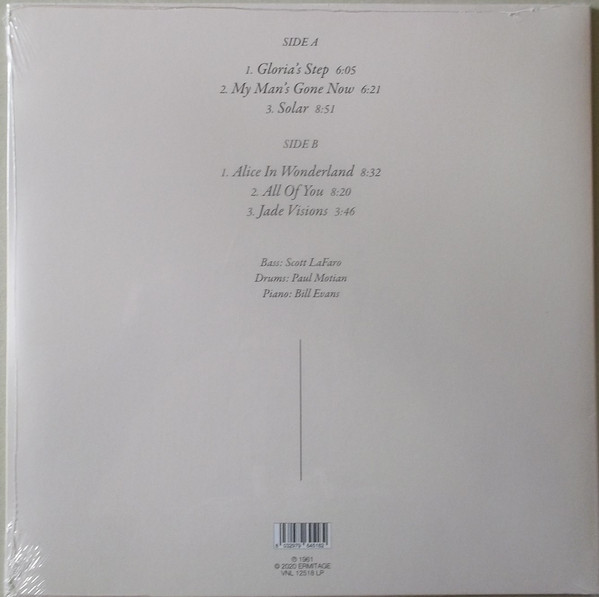 SIDE A
1. Gloria's Step 6:05
2. My Man's Gone Now 6:21
3. Solar 8:51
SIDE B
1. Alice In Wonderland 8:32
2. All Of You 8:20
3. Jade Visions 3:46
Bass: Scott LaFaro
Drums: Paul Motian
Piano: Bill Evans
℗ 1961
© 2020 ERMITAGE
VNL 12518 LP